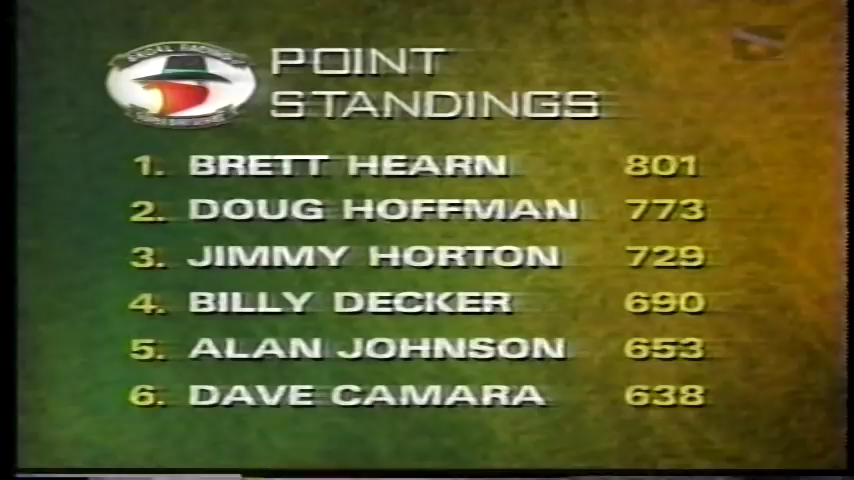 POINT
STANDINGS
1. BRETT HEARN 801
2. DOUG HOFFMAN 773
3. JIMMY HORTON 729
4. BILLY DECKER 690
5. ALAN JOHNSON 653
6. DAVE CAMARA 638